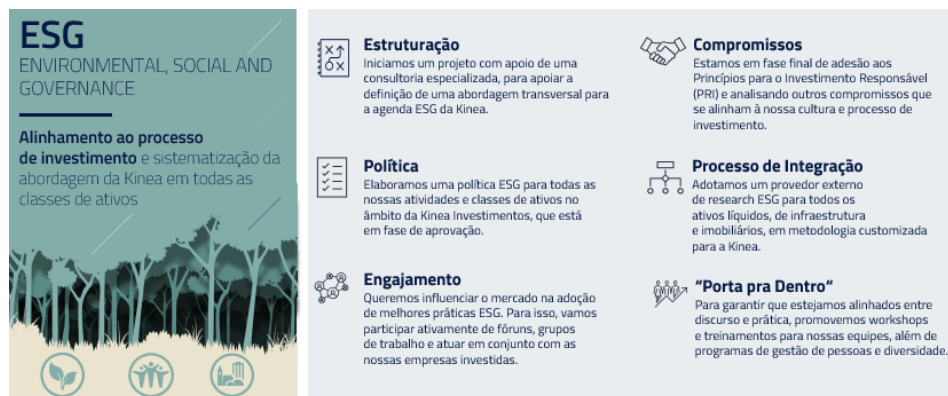 ESG
ENVIRONMENTAL, SOCIAL AND
GOVERNANCE
Alinhamento ao processo
de investimento e sistematização da
abordagem da Kinea em todas as
classes de ativos
Estruturação
Iniciamos um projeto com apoio de uma
consultoria especializada, para apoiar a
definição de uma abordagem transversal para
a agenda ESG da Kinea.
Política
Elaboramos uma política ESG para todas as
nossas atividades e classes de ativos no
âmbito da Kinea Investimentos, que está
em fase de aprovação.
Engajamento
Queremos influenciar o mercado na adoção
de melhores práticas ESG. Para isso, vamos
participar ativamente de fóruns, grupos
de trabalho e atuar em conjunto com as
nossas empresas investidas.
Compromissos
Estamos em fase final de adesão aos
Princípios para o Investimento Responsável
(PRI) e analisando outros compromissos que
se alinham à nossa cultura e processo de
investimento.
Processo de Integração
Adotamos um provedor externo
de research ESG para todos os
ativos líquidos, de infraestrutura
e imobiliários, em metodologia customizada
para a Kinea.
“Porta pra Dentro“
Para garantir que estejamos alinhados entre
discurso e prática, promovemos workshops
e treinamentos para nossas equipes, além de
programas de gestão de pessoas e diversidade.